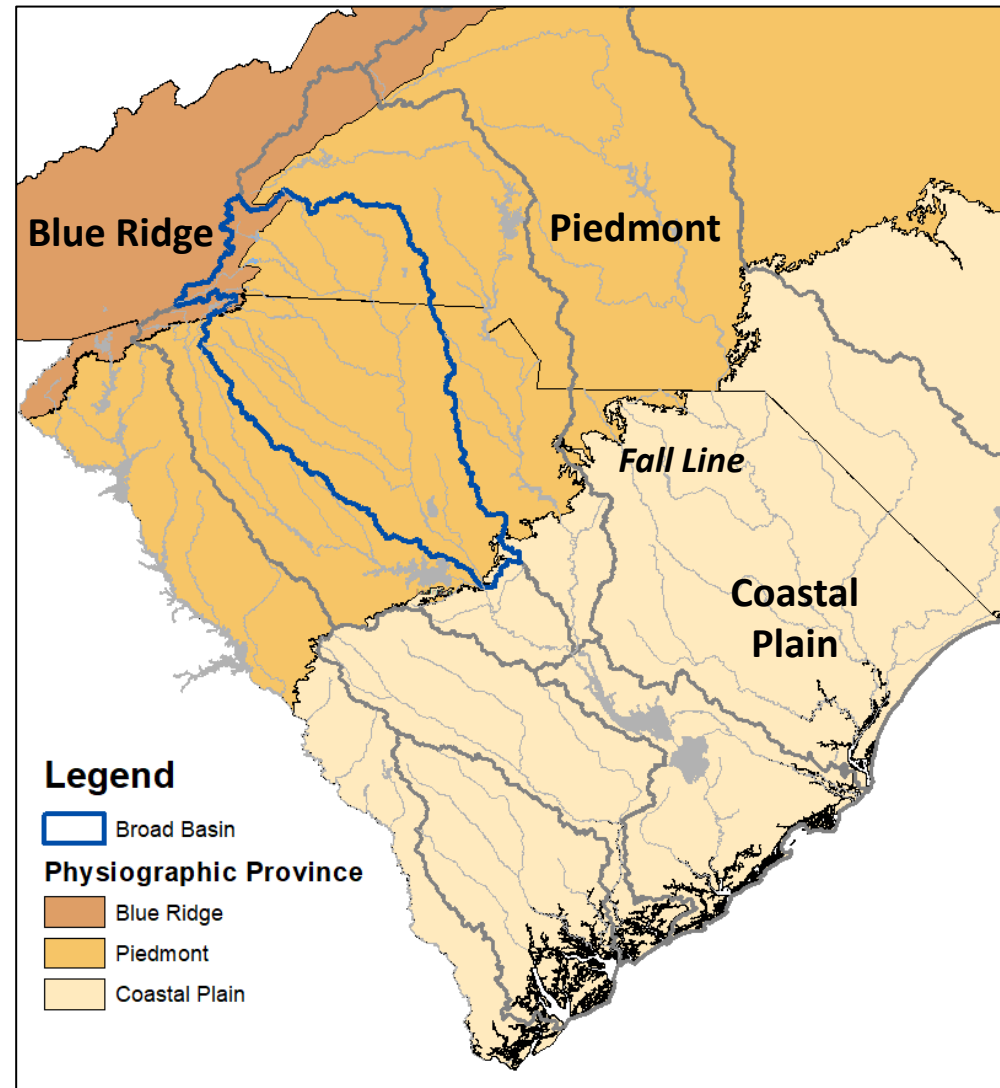 Blue Ridge
Piedmont
Fall Line
Coastal
Plain
Legend
Broad Basin
Physiographic Province
Blue Ridge
Piedmont
Coastal Plain